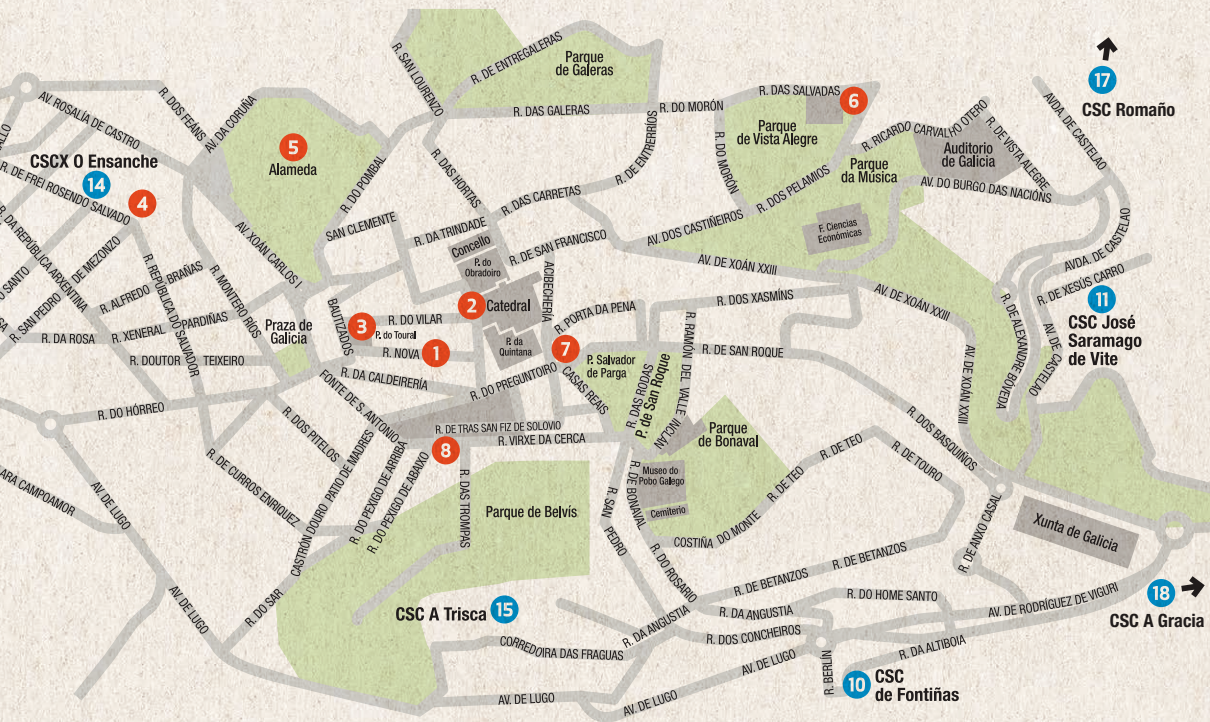 R. SAN LOURENZO
R. DE ENTREGALERAS
Parque
de Galeras
R. DAS GALERAS
R. DO MORÓN
R. DAS SALVADAS
6
17
CSC Romaño
AV. ROSALÍA DE CASTRO
R. DOS FEÁNS
AV. DA CORUÑA
5
Alameda
R. DO POMBAL
R. DAS HORTAS
R. DE ENTRERRÍOS
Parque
de Vista Alegre
R. DO MORÓN
R. DOS PELAMIOS
R. RICARDO CARVALHO OTERO
R. DE VISTA ALEGRE
Auditorio
de Galicia
Parque
da Música
AVDA. DE CASTELAO
AV. DO BURGO DAS NACIÓNS
CSCX O Ensanche
14
R. DE FREI ROSENDO SALVADO
4
SAN CLEMENTE
R. DA TRINDADE
R. DAS CARRETAS
Concello
P. do
Obradoiro
R. DE SAN FRANCISCO
AV. DOS CASTIÑEIROS
F. Ciencias
Económicas
AV. DE XOÁN XXIII
AVDA. DE CASTELAO
R. DE XESÚS CARRO
11
CSC José
Saramago
de Vite
R. DA REPÚBLICA ARXENTINA
R. SAN PEDRO DE MEZONZO
R. ALFREDO BRAÑAS
R. REPÚBLICA DO SALVADOR
R. MONTERO RÍOS
AV. XOAN CARLOS I
R. DA ROSA
R. XENERAL PARDIÑAS
R. DOUTOR TEIXEIRO
Praza de
Galicia
BAUTIZADOS
3
R. DO VILAR
P. do Toural
R. NOVA
1
2
Catedral
ACIBECHERIA
P. da
Quintana
R. PORTA DA PENA
7
R. DOS XASMÍNS
AV. DE XOÁN XXIII
R. DE ALEXANDRE BÓVEDA
AV. DE CASTELAO
P. Salvador
de Parga
R. DE SAN ROQUE
R. RAMÓN DEL VALLE INCLÁN
R. DAS RODAS
P. de San Roque
AV. DE XOÁN XXIII
R. DA CALDEIRERÍA
R. DO PREGUNTOIRO
CASAS REAIS
R. DO HÓRREO
FONTE DE S. ANTONIO
R. DOS PITELOS
R. DE TRAS SAN FIZ DE SOLOVIO
R. VIRXE DA CERCA
8
Parque
de Bonaval
R. DE TEO
R. DOS BASQUIÑOS
R. DE TOURO
R. DE CURROS ENRIQUEZ
CASTRÓN DOURO
PATIO DE MADRES
R. DO PEXIGO DE ARRIBA
R. DO PEXIGO DE ABAIXO
R. DAS TROMPAS
Parque de Belvís
R. SAN PEDRO
R. DE BONAVAL
Museo do
Pobo Galego
Cemiterio
COSTIÑA DO MONTE
R. DE TEO
R. DE ANXO CASAL
Xunta de Galicia
ARA CAMPOAMOR
AV. DE LUGO
AV. DE LUGO
R. DO SAR
CSC A Trisca
15
R. DO ROSARIO
R. DE BETANZOS
R. DE BETANZOS
R. DA ANGUSTIA
R. DO HOME SANTO
R. DA ANGUSTIA
R. DOS CONCHEIROS
AV. DE RODRÍGUEZ DE VIGURI
18
CSC A Gracia
CORREDOIRA DAS FRAGUAS
AV. DE LUGO
R. BERLÍN
R. DA ALTIBOIA
10
CSC
de Fontiñas
AV. DE LUGO
AV. DE LUGO